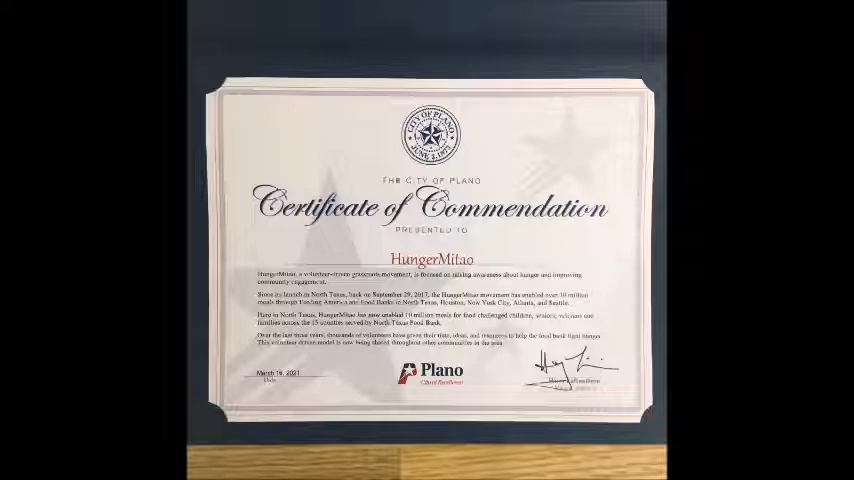 CITY OF PLANO
JUNE 2, 1873
THE CITY OF PLANO
Certificate of Commendation
PRESENTED TO
HungerMitao
HungerMitao, a volunteer-driven grassroots movement, is focused on raising awareness about hunger and improving
community engagement.
Since its launch in North Texas, back on September 29, 2017, the HungerMitao movement has enabled over 30 million
meals through Feeding America and Food Banks in North Texas, Houston, New York City, Atlanta, and Seattle.
Here in North Texas, HungerMitao has now enabled 10 million meals for food challenged children, seniors, veterans and
families across the 13 counties served by North Texas Food Bank.
Over the last three years, thousands of volunteers have given their time, ideas, and resources to help the food bank fight hunger.
This volunteer driven model is now being shared throughout other communities in the area.
March 16, 2021
Date
Plano
City of Excellence